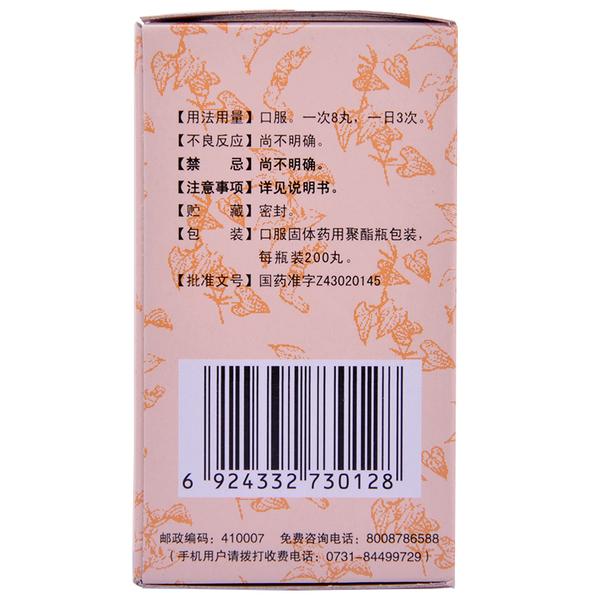 【用法用量】口服。一次8丸，一日3次。
【不良反应】尚不明确。
【禁　　忌】尚不明确。
【注意事项】详见说明书。
【贮　　藏】密封。
【包　　装】口服固体药用聚酯瓶包装，
每瓶装200丸。
【批准文号】国药准字Z43020145
6 924332 730128
邮政编码：410007　免费咨询电话：8008786588
（手机用户请拨打收费电话：0731-84499729）